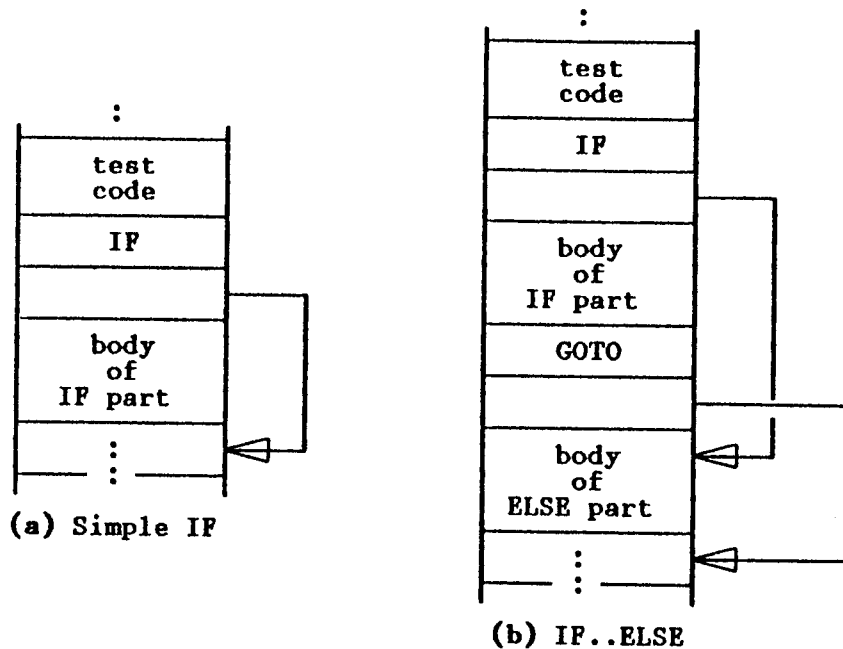 :
test
code
IF
body
of
IF part
⋮
(a) Simple IF
:
test
code
IF
body
of
IF part
GOTO
body
of
ELSE part
⋮
(b) IF..ELSE